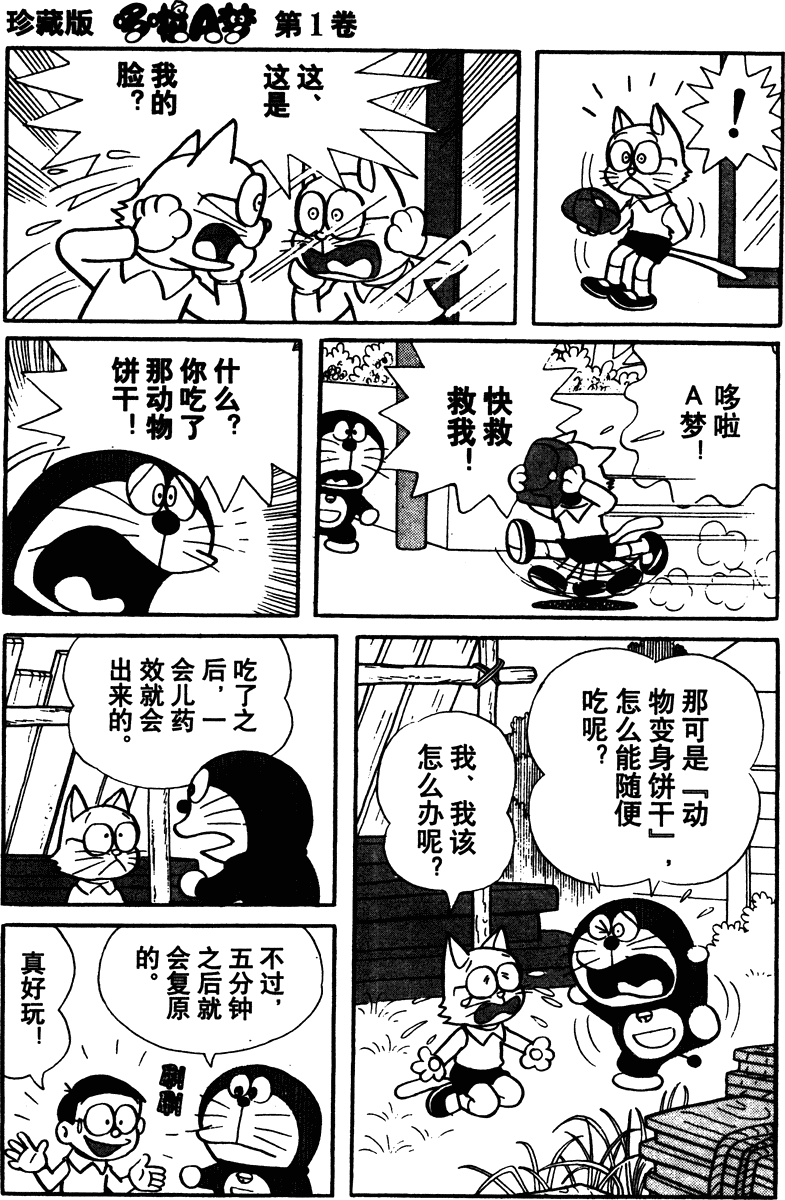 珍藏版 哆啦A梦 第1卷
！
这、
这是
我的
脸？
哆啦
A
梦！
快救
救我！
什么？
你吃了
那动物
饼干！
那可是『动
物变身饼干』，
怎么能随便
吃呢？
我、我该
怎么办呢？
吃了之
后，一
会儿药
效就会
出来的。
不过，
五分钟
之后就
会复原
的。
刷
刷
真好玩！